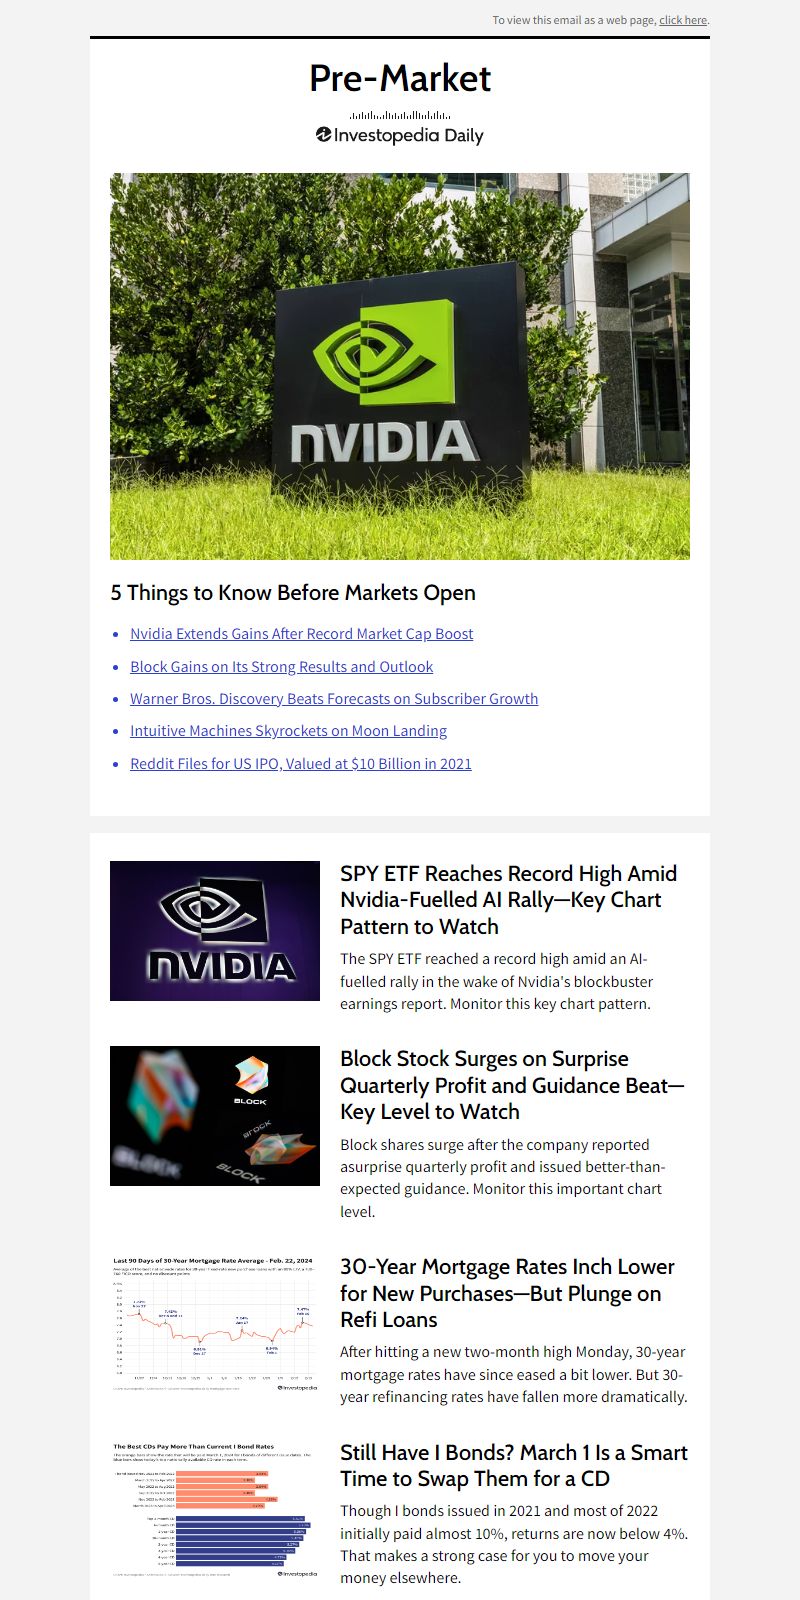 To view this email as a web page, click here.
Pre-Market
Investopedia Daily
NVIDIA
5 Things to Know Before Markets Open
Nvidia Extends Gains After Record Market Cap Boost
Block Gains on Its Strong Results and Outlook
Warner Bros. Discovery Beats Forecasts on Subscriber Growth
Intuitive Machines Skyrockets on Moon Landing
Reddit Files for US IPO, Valued at $10 Billion in 2021
NVIDIA
SPY ETF Reaches Record High Amid
Nvidia-Fuelled AI Rally—Key Chart
Pattern to Watch
The SPY ETF reached a record high amid an AI-
fuelled rally in the wake of Nvidia's blockbuster
earnings report. Monitor this key chart pattern.
BLOCK
BLOCK
BLOCK
BLOCK
Block Stock Surges on Surprise
Quarterly Profit and Guidance Beat—
Key Level to Watch
Block shares surge after the company reported
asurprise quarterly profit and issued better-than-
expected guidance. Monitor this important chart
level.
Last 90 Days of 30-Year Mortgage Rate Average - Feb. 22, 2024
Investopedia
30-Year Mortgage Rates Inch Lower
for New Purchases—But Plunge on
Refi Loans
After hitting a new two-month high Monday, 30-year
mortgage rates have since eased a bit lower. But 30-
year refinancing rates have fallen more dramatically.
The Best CDs Pay More Than Current I Bond Rates
Investopedia
Still Have I Bonds? March 1 Is a Smart
Time to Swap Them for a CD
Though I bonds issued in 2021 and most of 2022
initially paid almost 10%, returns are now below 4%.
That makes a strong case for you to move your
money elsewhere.